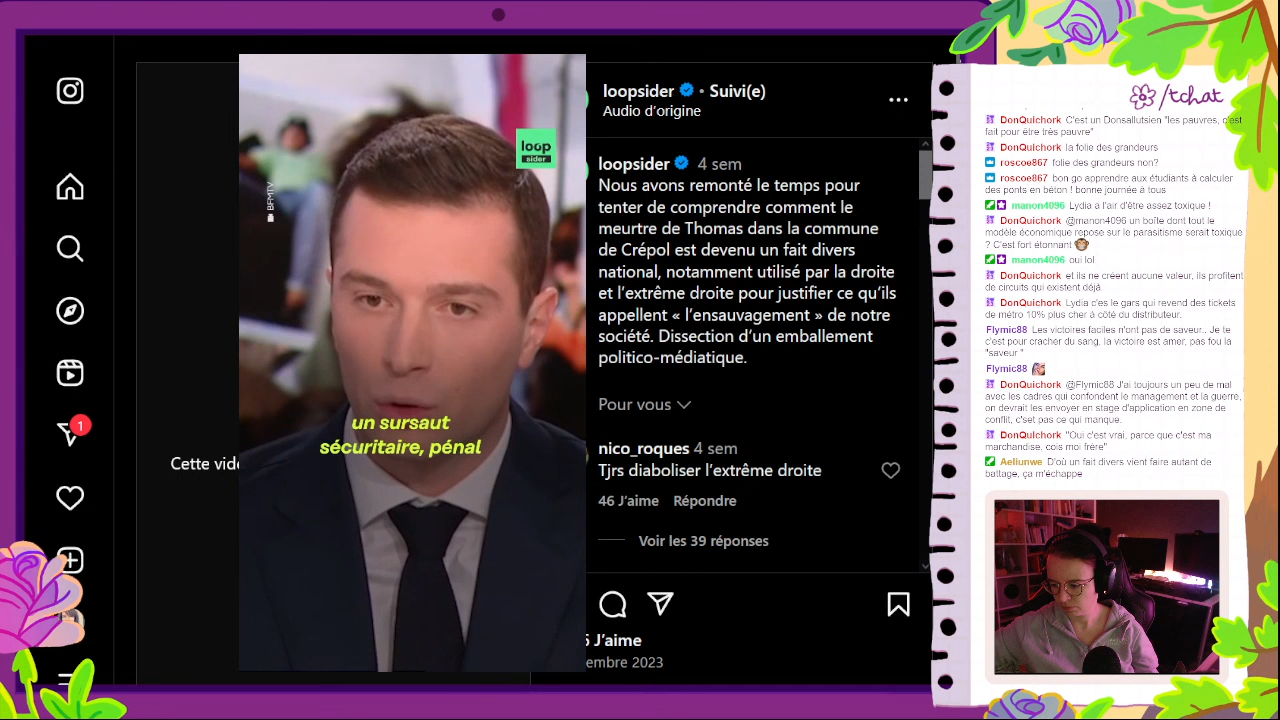 loop
sider
BFMTV
un sursaut
sécuritaire, pénal
Cette vidé
loopsider • Suivi(e)
Audio d'origine
loopsider 4 sem
Nous avons remonté le temps pour
tenter de comprendre comment le
meurtre de Thomas dans la commune
de Crépol est devenu un fait divers
national, notamment utilisé par la droite
et l'extrême droite pour justifier ce qu'ils
appellent « l'ensauvagement » de notre
société. Dissection d'un emballement
politico-médiatique.
Pour vous
nico_roques 4 sem
Tjrs diaboliser l'extrême droite
46 J'aime Répondre
Voir les 39 réponses
J'aime
embre 2023
1
/tchat
DonQuichork C'est un Donsallutsien "les pauvres, c'est
fait pour être très pauvre"
DonQuichork la folie des grandeurs
roscoe867 folie des grandeurs non?
roscoe867 bon go apprendre aux étudiants à calculer
des ponts en béton ! bonne journée à tous
manon4096 Lydia a l'air d'être assez toxique !
DonQuichork @manon4096 un boîte dont tout le
modèle économique repose sur le parasitisme serait toxique
? C'est fort étonnant
manon4096 oui lol
DonQuichork et ils ne créent aucune valeur, ils profitent
de circuits qui existent déjà.
DonQuichork Lydia c'est le gars qui revend des tickets
de métro 10% plus cher à côté du distributeur.
Flymic88 Les victoires faciles n'ont pas de saveur.. Je te
c'est pour cracher du sang, la victoire est amer, pas fou la
"saveur "
Flymic88
DonQuichork @Flymic88 J'ai toujours un peu de mal
avec les cadres qui confondent le management et la guerre,
on devrait les envoyer en stage d'application en zone de
conflit, c'set pas ce qui manque.
DonQuichork "Oui c'est vrai, parce que c'est ma
marchandise, cois moi frère"
Aeliunwe D'où un fait divers vient faire autant de
battage, ça m'échappe